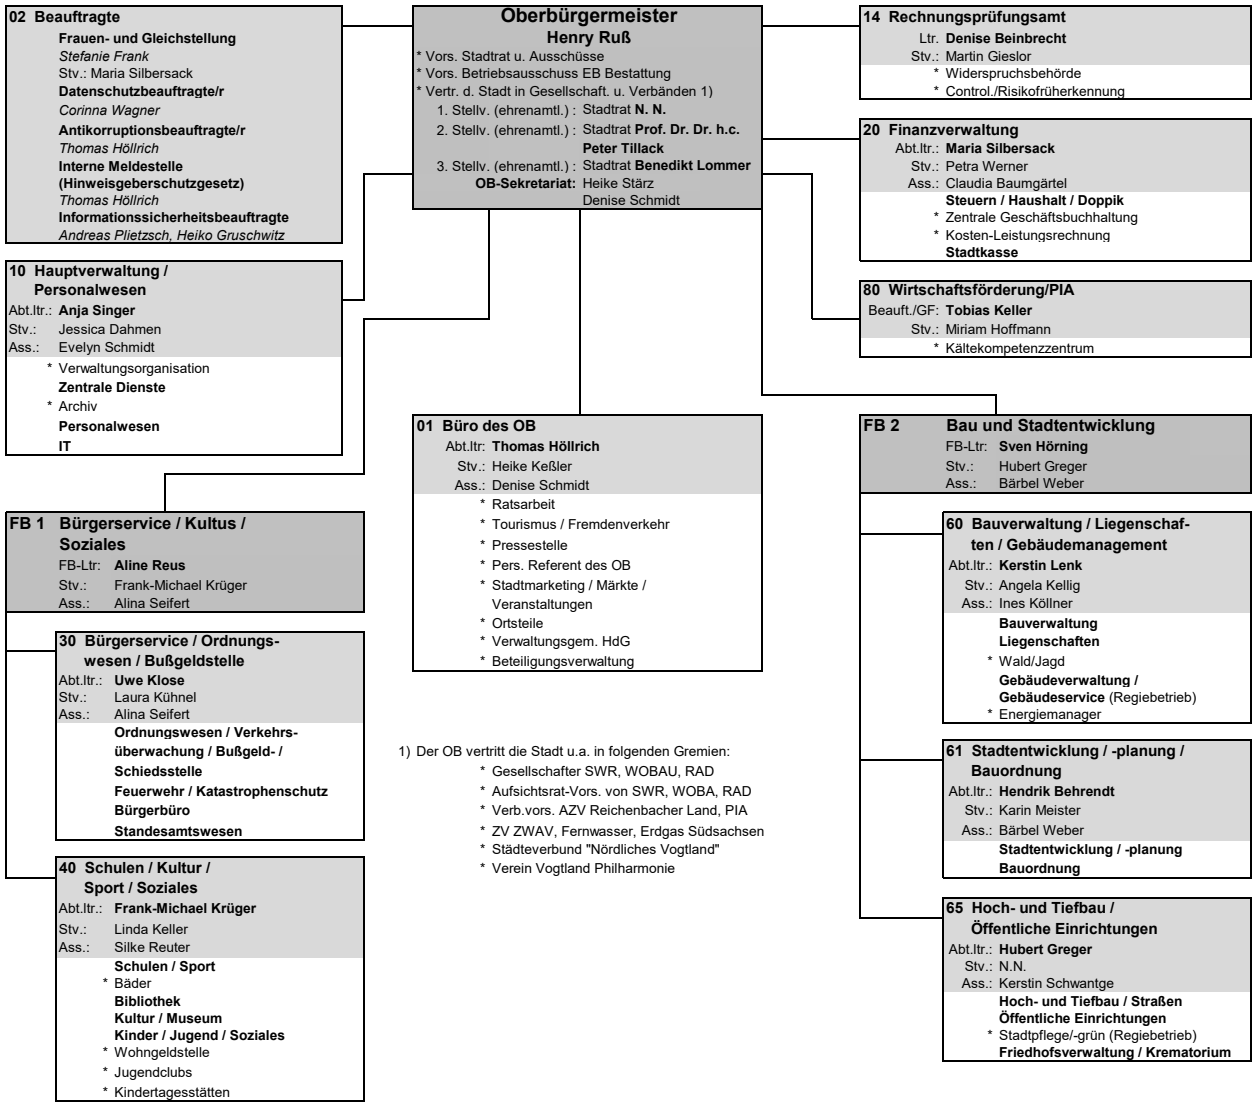 02 Beauftragte
Frauen- und Gleichstellung
Stefanie Frank
Stv.: Maria Silbersack
Datenschutzbeauftragte/r
Corinna Wagner
Antikorruptionsbeauftragte/r
Thomas Höllrich
Interne Meldestelle
(Hinweisgeberschutzgesetz)
Thomas Höllrich
Informationssicherheitsbeauftragte
Andreas Plietzsch, Heiko Gruschwitz
Oberbürgermeister
Henry Ruß
* Vors. Stadtrat u. Ausschüsse
* Vors. Betriebsausschuss EB Bestattung
* Vertr. d. Stadt in Gesellschaft. u. Verbänden 1)
1. Stellv. (ehrenamtl.) : Stadtrat N. N.
2. Stellv. (ehrenamtl.) : Stadtrat Prof. Dr. Dr. h.c.
Peter Tillack
3. Stellv. (ehrenamtl.) : Stadtrat Benedikt Lommer
OB-Sekretariat: Heike Stärz
Denise Schmidt
14 Rechnungsprüfungsamt
Ltr. Denise Beinbrecht
Stv.: Martin Gieslor
* Widerspruchsbehörde
* Control./Risikofrüherkennung
20 Finanzverwaltung
Abt.ltr.: Maria Silbersack
Stv.: Petra Werner
Ass.: Claudia Baumgärtel
Steuern / Haushalt / Doppik
* Zentrale Geschäftsbuchhaltung
* Kosten-Leistungsrechnung
Stadtkasse
10 Hauptverwaltung /
Personalwesen
Abt.ltr.: Anja Singer
Stv.: Jessica Dahmen
Ass.: Evelyn Schmidt
* Verwaltungsorganisation
Zentrale Dienste
* Archiv
Personalwesen
IT
80 Wirtschaftsförderung/PIA
Beauft./GF: Tobias Keller
Stv.: Miriam Hoffmann
* Kältekompetenzzentrum
01 Büro des OB
Abt.ltr: Thomas Höllrich
Stv.: Heike Keßler
Ass.: Denise Schmidt
* Ratsarbeit
* Tourismus / Fremdenverkehr
* Pressestelle
* Pers. Referent des OB
* Stadtmarketing / Märkte /
Veranstaltungen
* Ortsteile
* Verwaltungsgem. HdG
* Beteiligungsverwaltung
FB 2 Bau und Stadtentwicklung
FB-Ltr: Sven Hörning
Stv.: Hubert Greger
Ass.: Bärbel Weber
FB 1 Bürgerservice / Kultus /
Soziales
FB-Ltr: Aline Reus
Stv.: Frank-Michael Krüger
Ass.: Alina Seifert
30 Bürgerservice / Ordnungs-
wesen / Bußgeldstelle
Abt.ltr.: Uwe Klose
Stv.: Laura Kühnel
Ass.: Alina Seifert
Ordnungswesen / Verkehrs-
überwachung / Bußgeld- /
Schiedsstelle
Feuerwehr / Katastrophenschutz
Bürgerbüro
Standesamtswesen
40 Schulen / Kultur /
Sport / Soziales
Abt.ltr.: Frank-Michael Krüger
Stv.: Linda Keller
Ass.: Silke Reuter
Schulen / Sport
* Bäder
Bibliothek
Kultur / Museum
Kinder / Jugend / Soziales
* Wohngeldstelle
* Jugendclubs
* Kindertagesstätten
1) Der OB vertritt die Stadt u.a. in folgenden Gremien:
* Gesellschafter SWR, WOBAU, RAD
* Aufsichtsrat-Vors. von SWR, WOBA, RAD
* Verb.vors. AZV Reichenbacher Land, PIA
* ZV ZWAV, Fernwasser, Erdgas Südsachsen
* Städteverbund "Nördliches Vogtland"
* Verein Vogtland Philharmonie
60 Bauverwaltung / Liegenschaf-
ten / Gebäudemanagement
Abt.ltr.: Kerstin Lenk
Stv.: Angela Kellig
Ass.: Ines Köllner
Bauverwaltung
Liegenschaften
* Wald/Jagd
Gebäudeverwaltung /
Gebäudeservice (Regiebetrieb)
* Energiemanager
61 Stadtentwicklung / -planung /
Bauordnung
Abt.ltr.: Hendrik Behrendt
Stv.: Karin Meister
Ass.: Bärbel Weber
Stadtentwicklung / -planung
Bauordnung
65 Hoch- und Tiefbau /
Öffentliche Einrichtungen
Abt.ltr.: Hubert Greger
Stv.: N.N.
Ass.: Kerstin Schwantge
Hoch- und Tiefbau / Straßen
Öffentliche Einrichtungen
* Stadtpflege/-grün (Regiebetrieb)
Friedhofsverwaltung / Krematorium